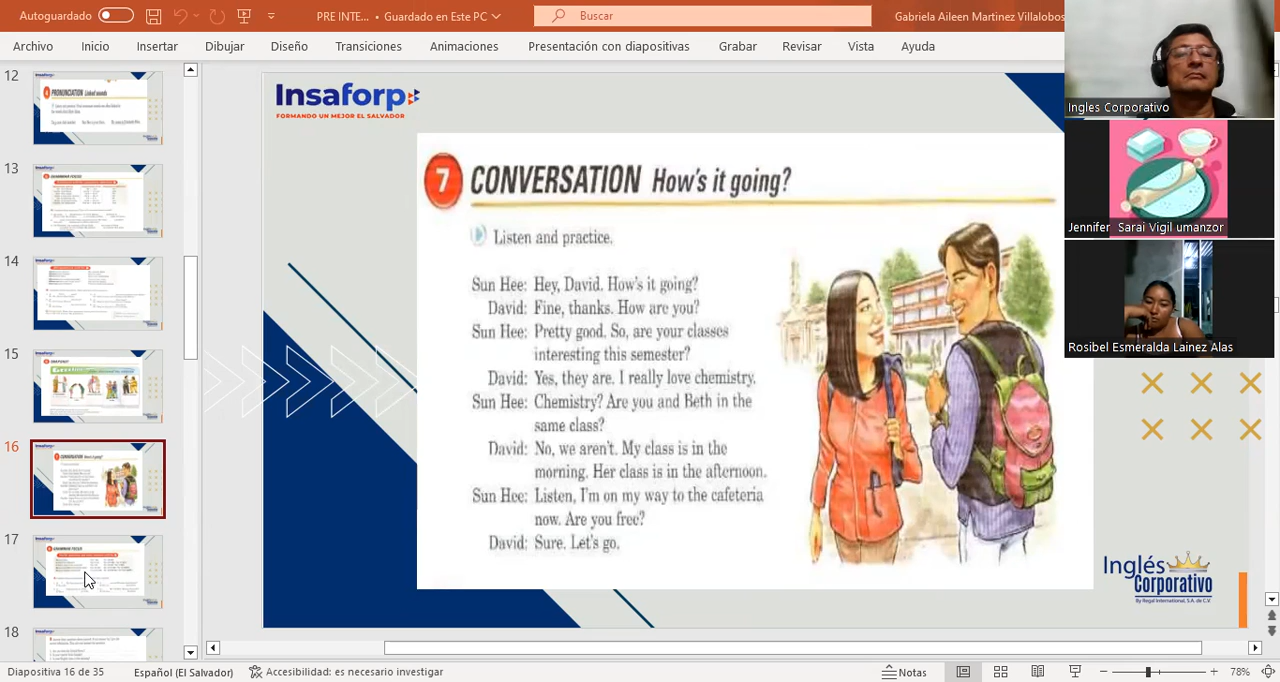 Autoguardado
PRE INTE... • Guardado en Este PC
Buscar
Gabriela Aileen Martinez Villalobos
Archivo Inicio Insertar Dibujar Diseño Transiciones Animaciones Presentación con diapositivas Grabar Revisar Vista Ayuda
Ingles Corporativo
Jennifer Sarai Vigil umanzor
Rosibel Esmeralda Lainez Alas
12
PRONUNCIATION Linked words
13
14
15
16
17
18
Insaforp
FORMANDO UN MEJOR EL SALVADOR
7 CONVERSATION How's it going?
Listen and practice.
Sun Hee: Hey, David. How's it going?
David: Fine, thanks. How are you?
Sun Hee: Pretty good. So, are your classes
interesting this semester?
David: Yes, they are. I really love chemistry.
Sun Hee: Chemistry? Are you and Beth in the
same class?
David: No, we aren't. My class is in the
morning. Her class is in the afternoon.
Sun Hee: Listen, I'm on my way to the cafeteria
now. Are you free?
David: Sure. Let's go.
Inglés
Corporativo
By Regal International, S.A. de C.V.
Diapositiva 16 de 35
Español (El Salvador)
Accesibilidad: es necesario investigar
Notas
78%